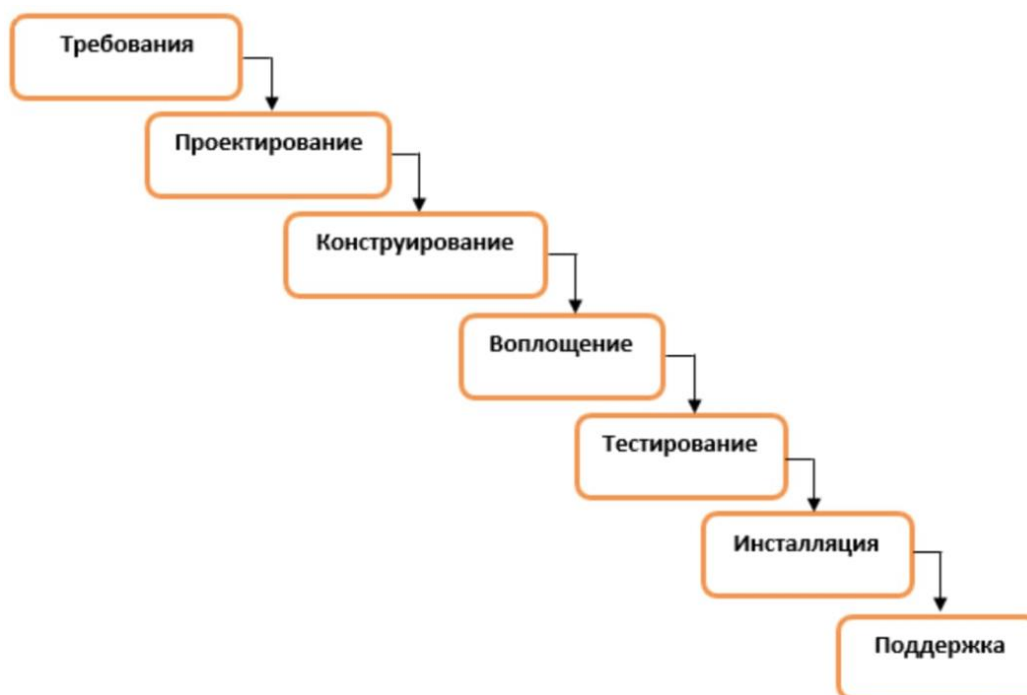 Требования
Проектирование
Конструирование
Воплощение
Тестирование
Инсталляция
Поддержка